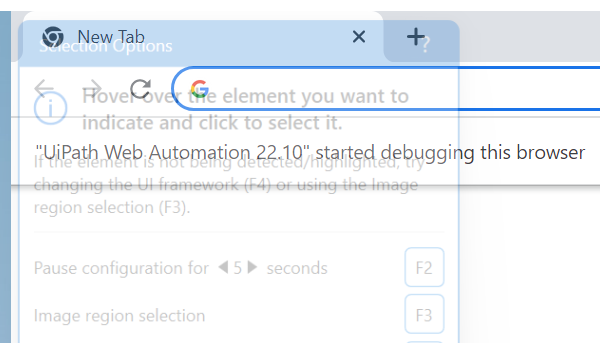 New Tab
Selection Options
?
Hover over the element you want to
indicate and click to select it.
"UiPath Web Automation 22.10" started debugging this browser
If the element is not being detected/highlighted, try
changing the UI framework (F4) or using the Image
region selection (F3).
Pause configuration for 5 seconds F2
Image region selection F3